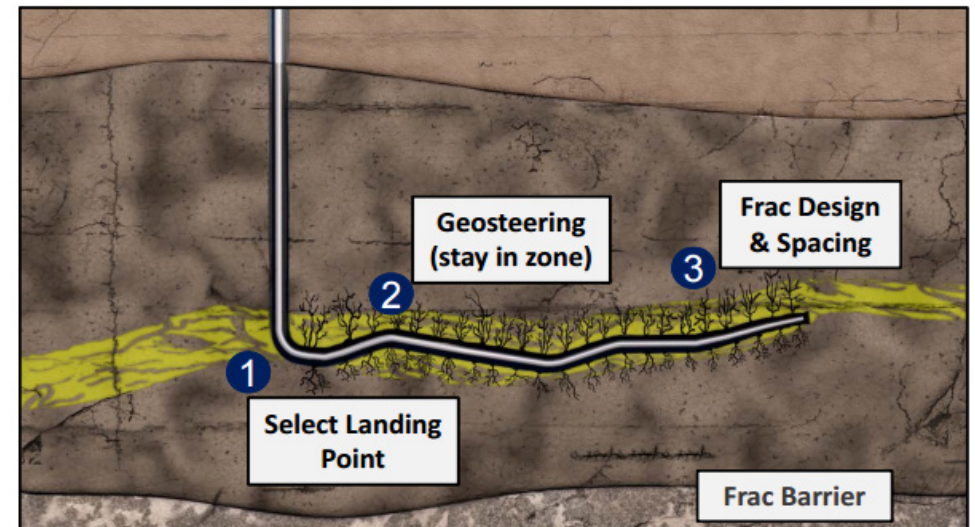 Geosteering
(stay in zone)
Frac Design
& Spacing
3
2
1
Select Landing
Point
Frac Barrier